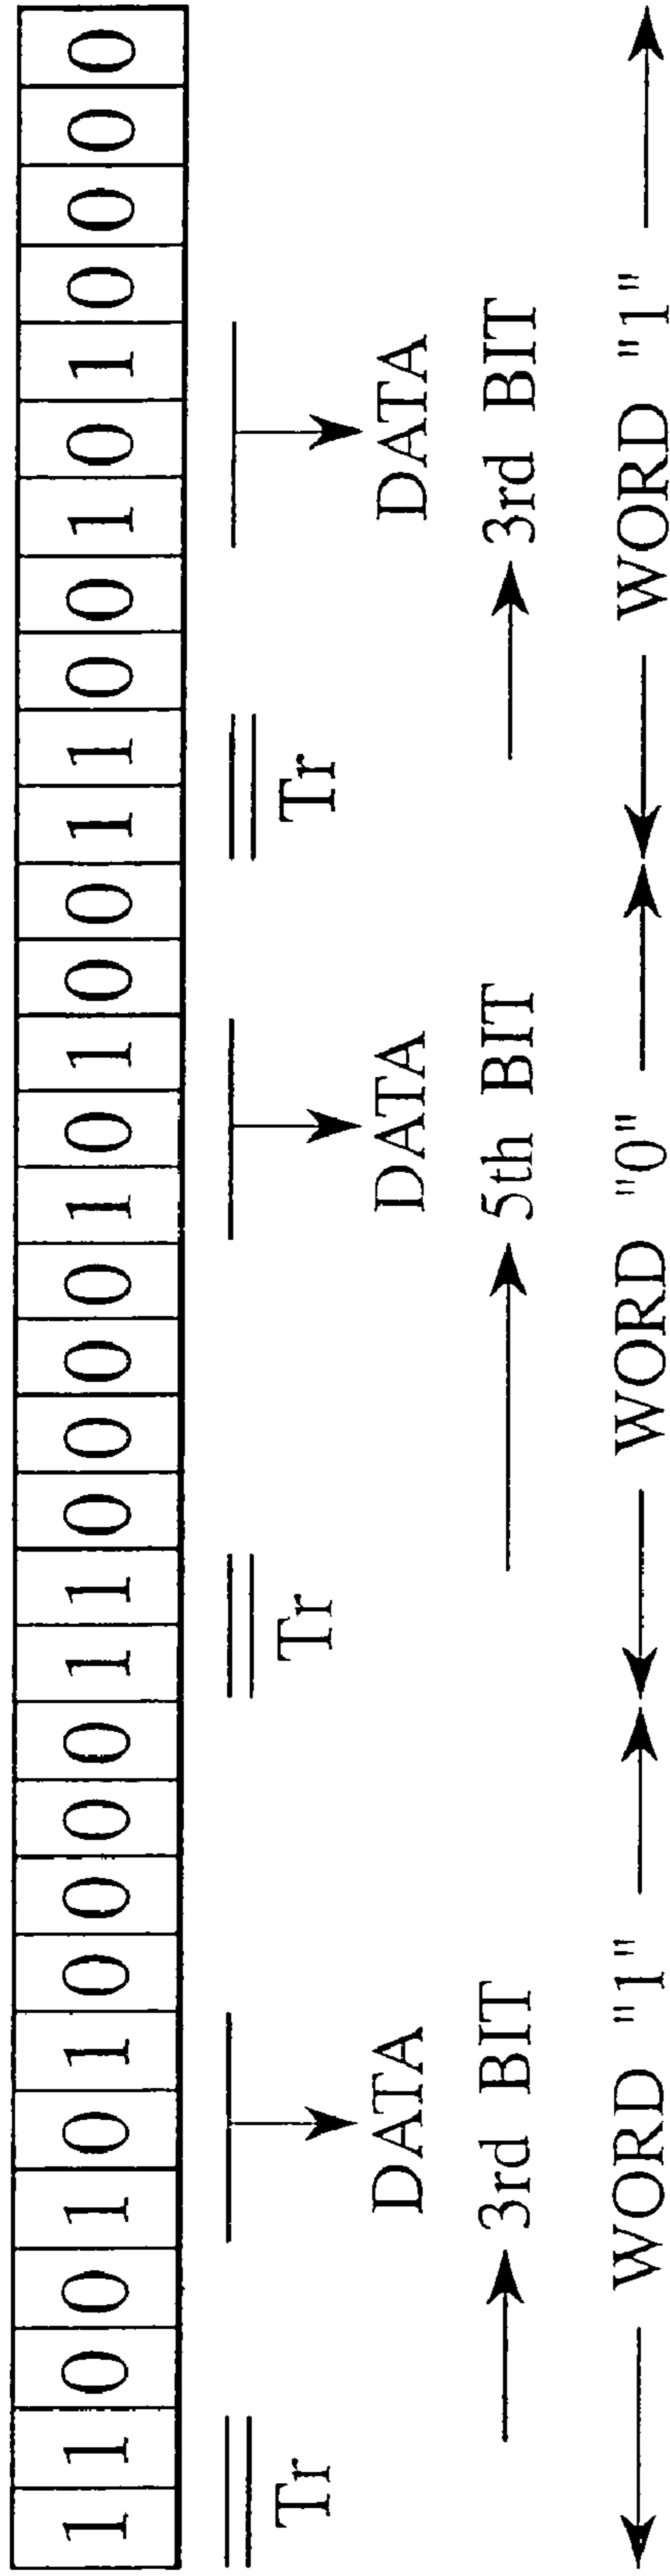 1 1 0 0 1 0 1 0 0 0 0 1 1 0 0 0 0 1 0 1 0 0 1 1 0 0 1 0 1 0 0 0 0
Tr Tr Tr
DATA DATA DATA
3rd BIT 5th BIT 3rd BIT
WORD "1" WORD "0" WORD "1"